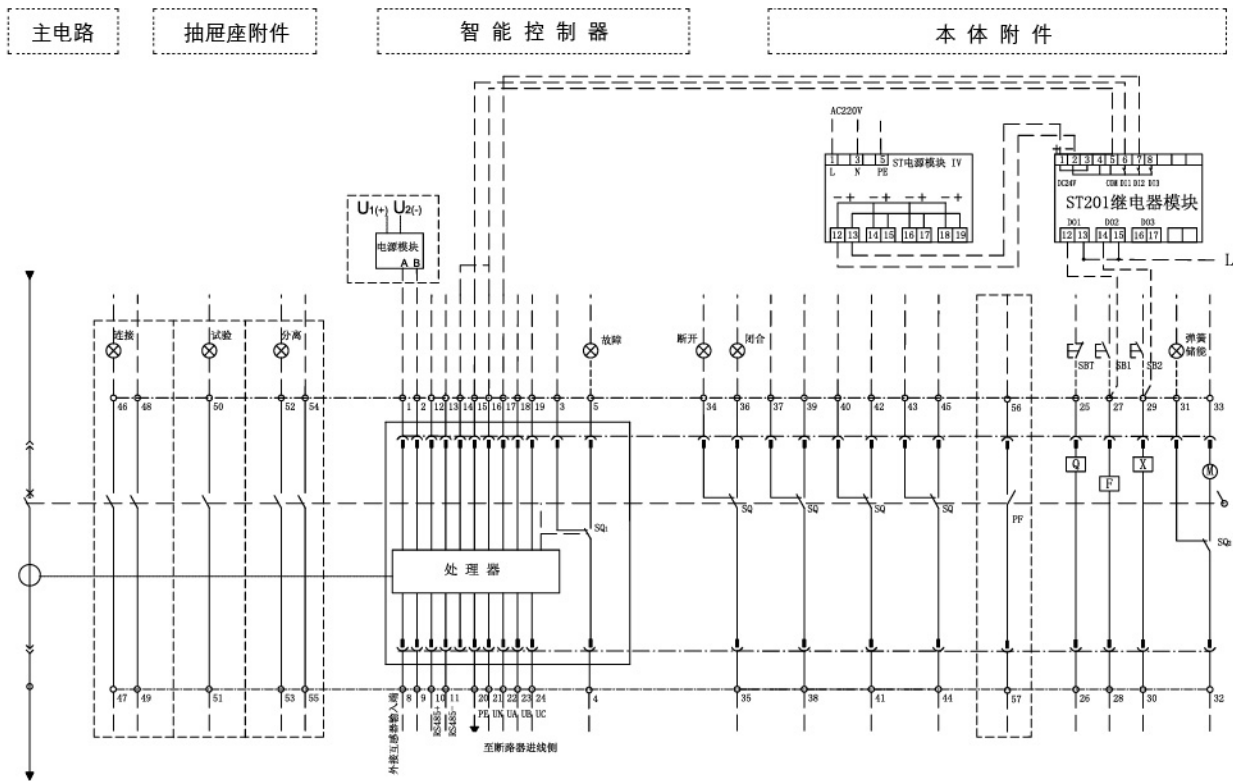 主电路 抽屉座附件 智能控制器 本体附件
AC220V
1 3 5
L N PE
ST电源模块 IV
- + - + - + - +
12 13 14 15 16 17 18 19
+ -
1 2 3 4 5 6 7 8
DC24V COM DI1 DI2 DI3
ST201继电器模块
DO1 DO2 DO3
12 13 14 15 16 17
L
U1(+) U2(-)
电源模块
A B
连接 试验 分离 故障 断开 闭合 弹簧
储能
SBT SB1 SB2
46 48 50 52 54 1 2 12 13 14 15 16 17 18 19 3 5 34 36 37 39 40 42 43 45 56 25 27 29 31 33
Q F X M
SQ1 SQ SQ SQ SQ PF SQ2
处理器
47 49 51 53 55 8 9 10 11 20 21 22 23 24 4 35 38 41 44 57 26 28 30 32
外接互感器输入端
RS485+
RS485-
PE UN UA UB UC
至断路器进线侧